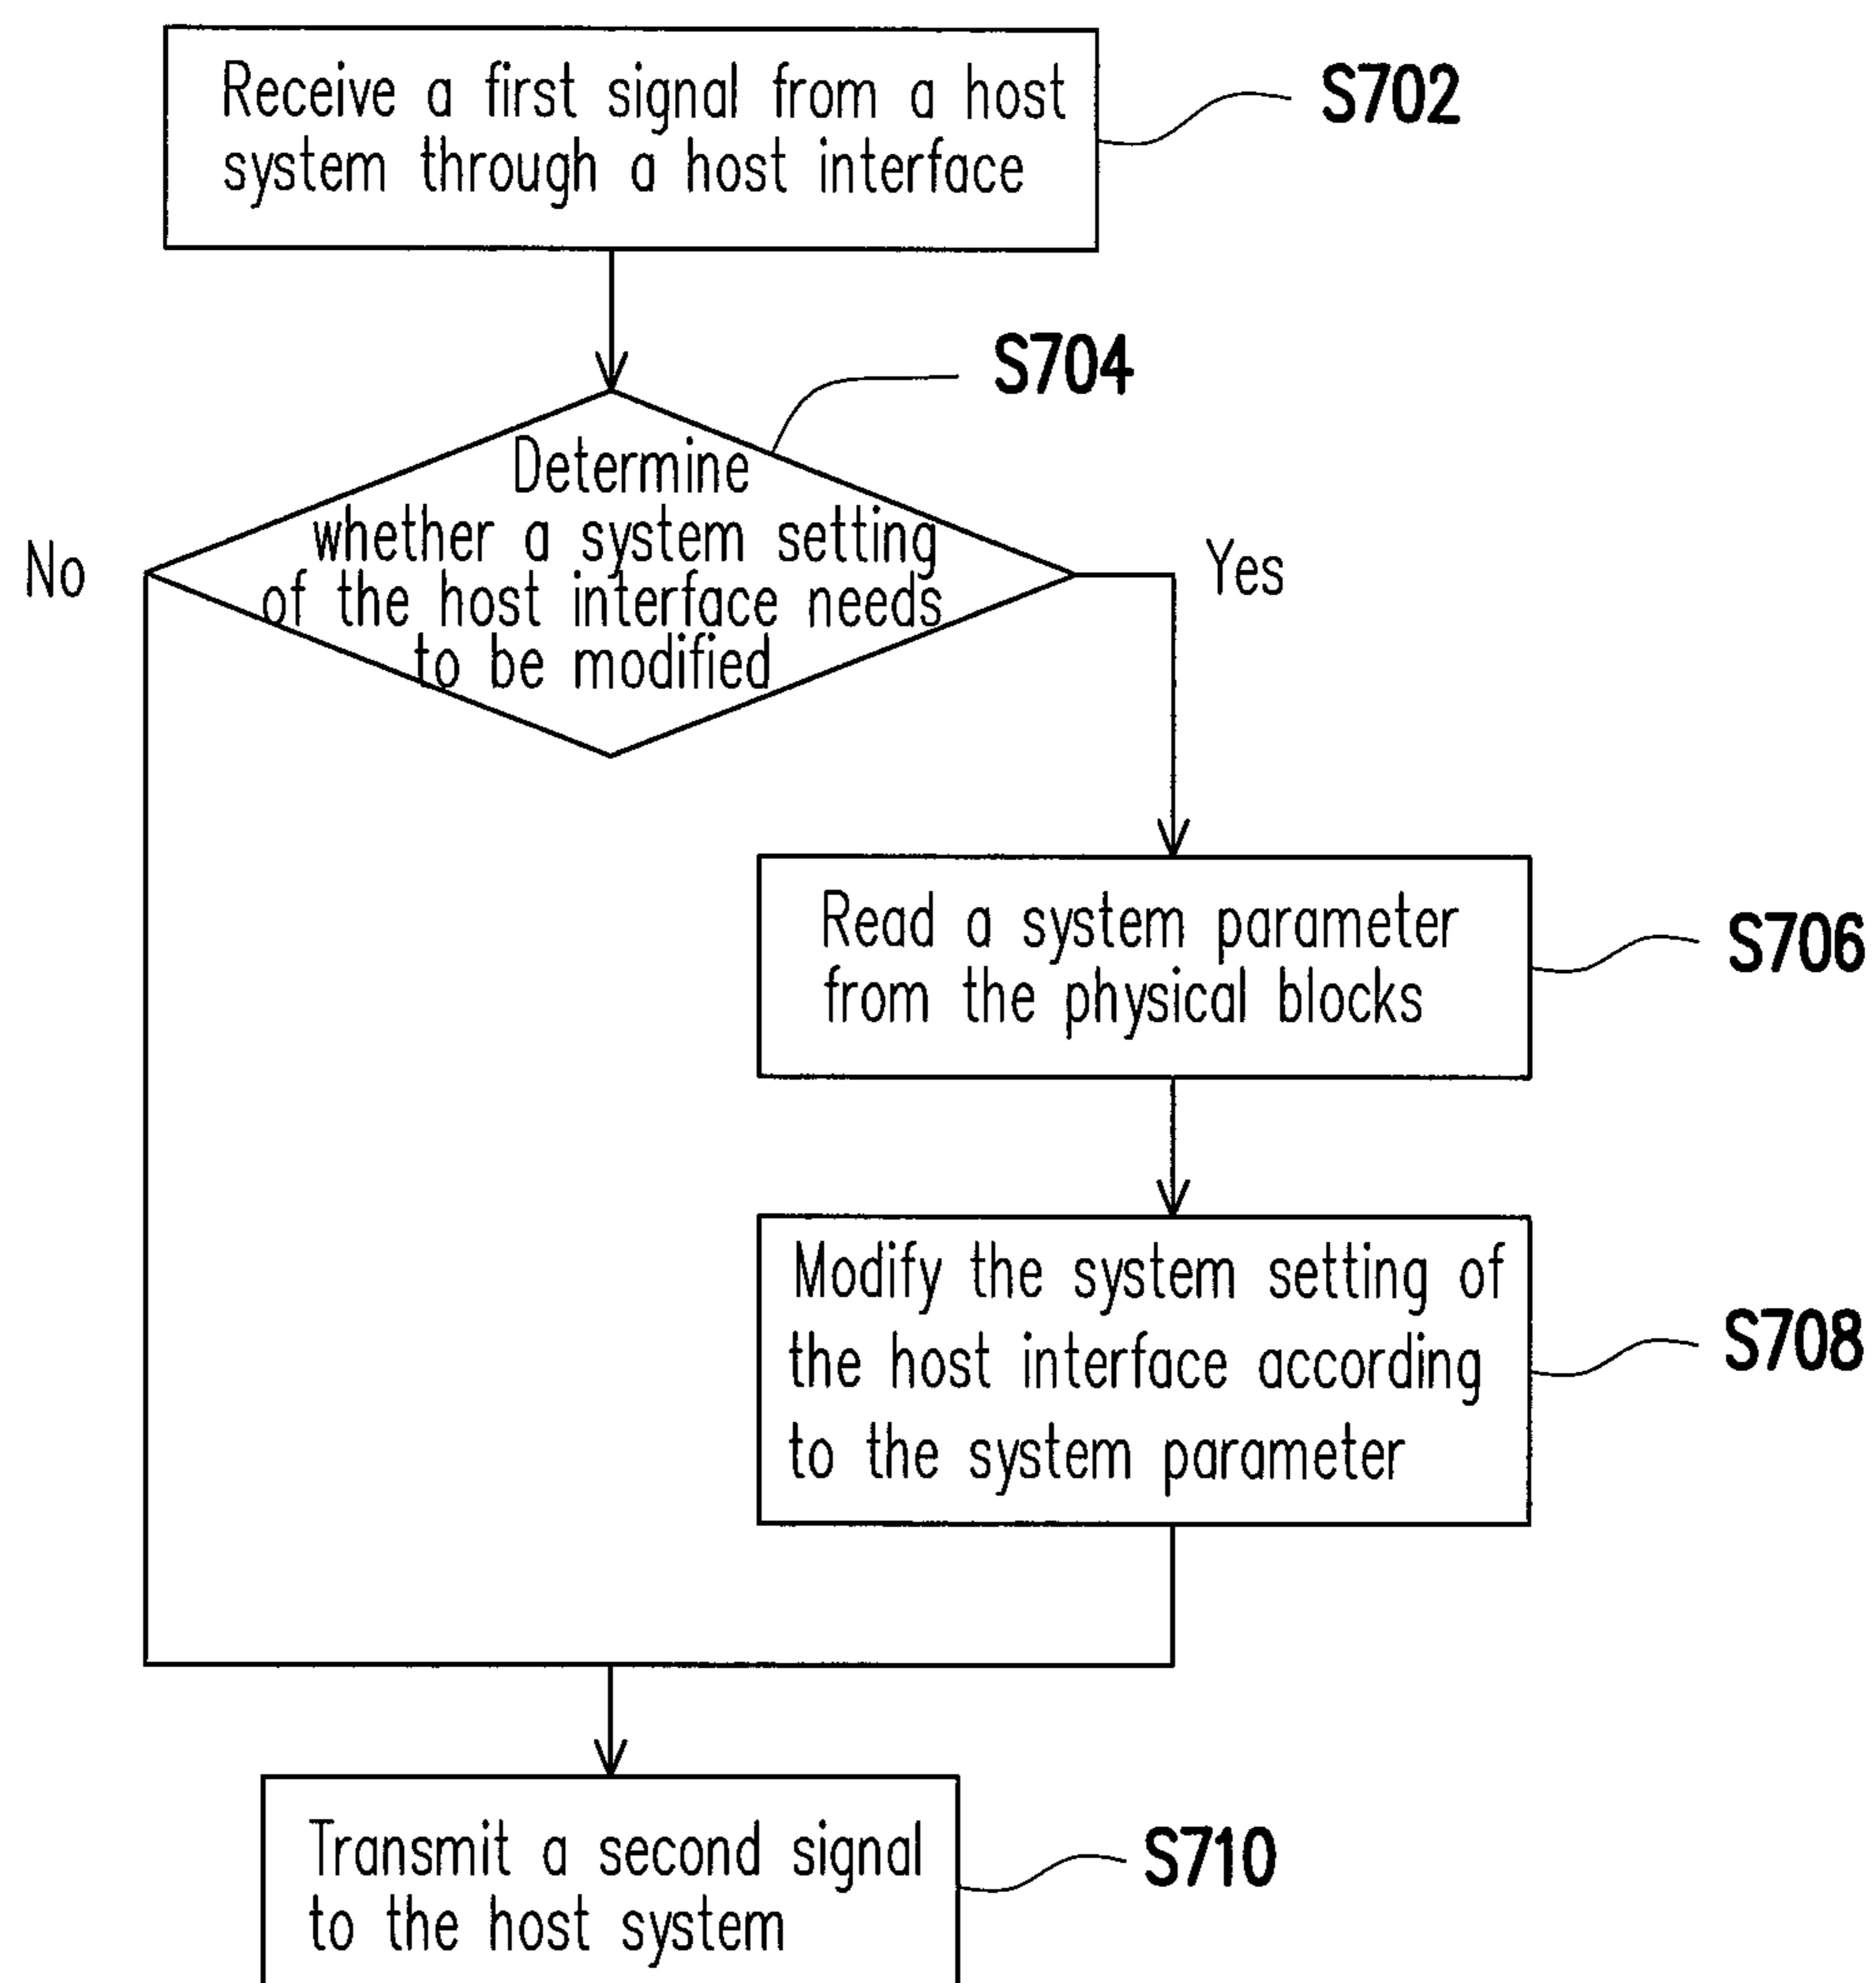 Receive a first signal from a host
system through a host interface
S702
S704
Determine
whether a system setting
of the host interface needs
to be modified
No
Yes
Read a system parameter
from the physical blocks
S706
Modify the system setting of
the host interface according
to the system parameter
S708
Transmit a second signal
to the host system
S710